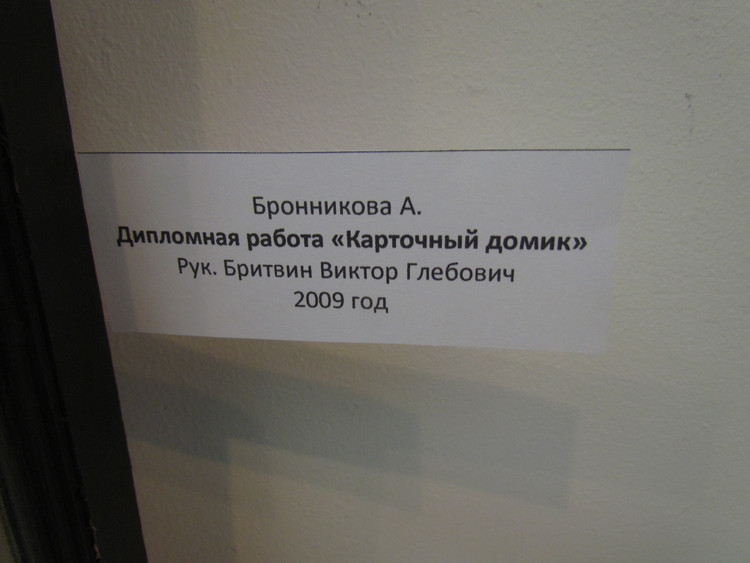 Бронникова А.
Дипломная работа «Карточный домик»
Рук. Бритвин Виктор Глебович
2009 год